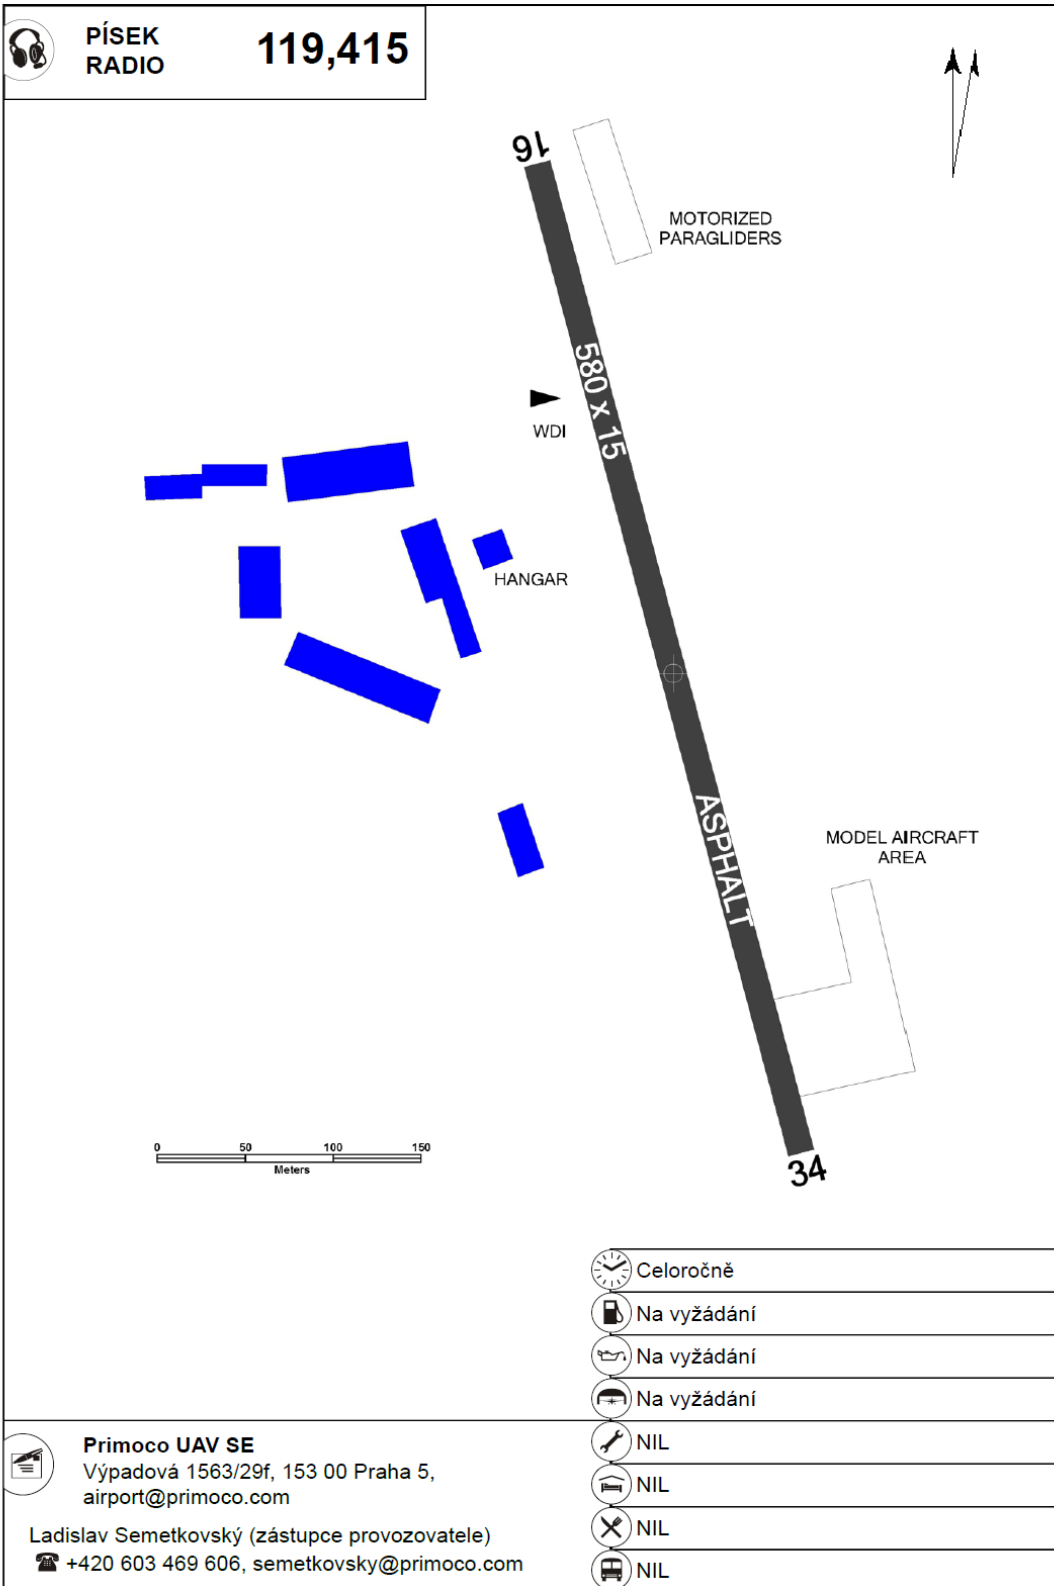 PÍSEK
RADIO
119,415
16
MOTORIZED
PARAGLIDERS
580 x 15
WDI
HANGAR
ASPHALT
MODEL AIRCRAFT
AREA
0 50 100 150
Meters
34
Celoročně
Na vyžádání
Na vyžádání
Na vyžádání
NIL
NIL
NIL
NIL
Primoco UAV SE
Výpadová 1563/29f, 153 00 Praha 5,
airport@primoco.com
Ladislav Semetkovský (zástupce provozovatele)
☎ +420 603 469 606, semetkovsky@primoco.com